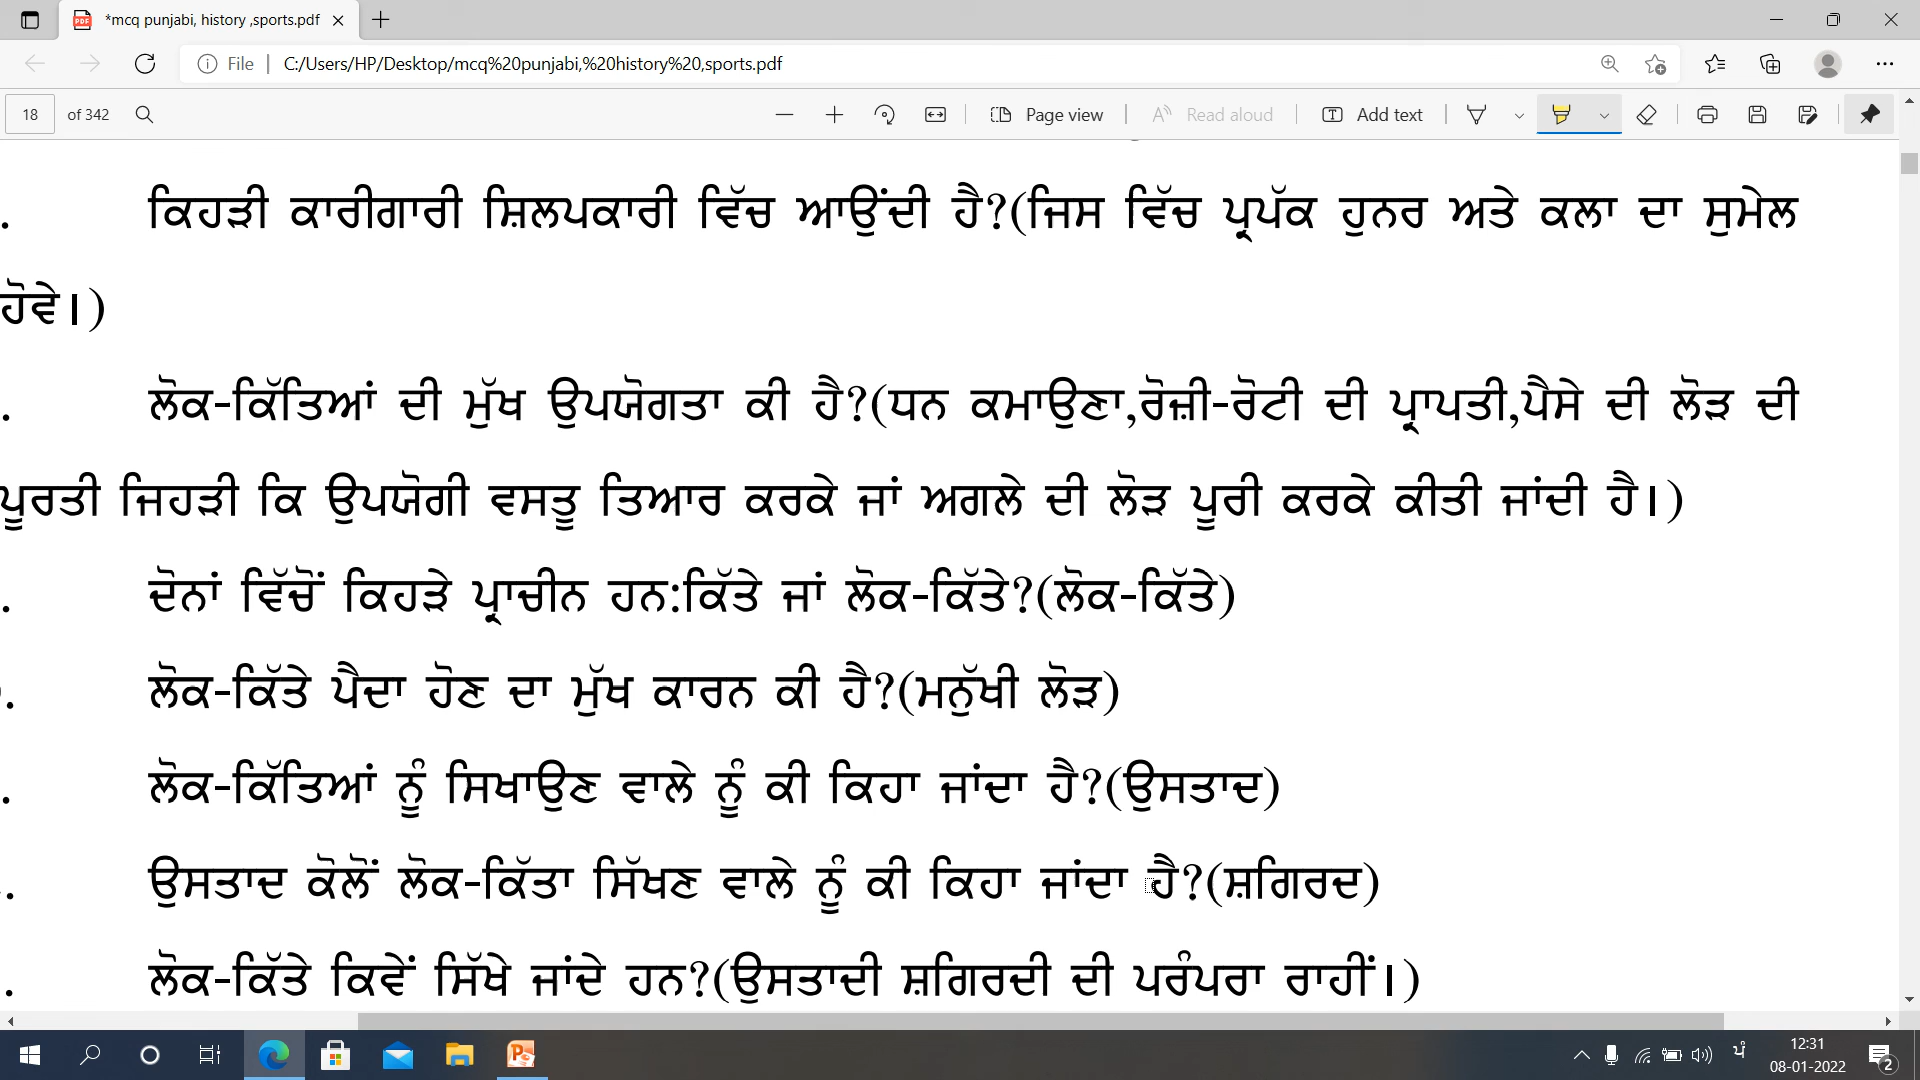 *mcq punjabi, history ,sports.pdf
File C:/Users/HP/Desktop/mcq%20punjabi,%20history%20,sports.pdf
18 of 342 Page view Read aloud Add text
. ਕਿਹੜੀ ਕਾਰੀਗਾਰੀ ਸ਼ਿਲਪਕਾਰੀ ਵਿੱਚ ਆਉਂਦੀ ਹੈ?(ਜਿਸ ਵਿੱਚ ਪ੍ਰਪੱਕ ਹੁਨਰ ਅਤੇ ਕਲਾ ਦਾ ਸੁਮੇਲ
ਹੋਵੇ।)
. ਲੋਕ-ਕਿੱਤਿਆਂ ਦੀ ਮੁੱਖ ਉਪਯੋਗਤਾ ਕੀ ਹੈ?(ਧਨ ਕਮਾਉਣਾ,ਰੋਜ਼ੀ-ਰੋਟੀ ਦੀ ਪ੍ਰਾਪਤੀ,ਪੈਸੇ ਦੀ ਲੋੜ ਦੀ
ਪੂਰਤੀ ਜਿਹੜੀ ਕਿ ਉਪਯੋਗੀ ਵਸਤੂ ਤਿਆਰ ਕਰਕੇ ਜਾਂ ਅਗਲੇ ਦੀ ਲੋੜ ਪੂਰੀ ਕਰਕੇ ਕੀਤੀ ਜਾਂਦੀ ਹੈ।)
. ਦੋਨਾਂ ਵਿੱਚੋਂ ਕਿਹੜੇ ਪ੍ਰਾਚੀਨ ਹਨ:ਕਿੱਤੇ ਜਾਂ ਲੋਕ-ਕਿੱਤੇ?(ਲੋਕ-ਕਿੱਤੇ)
. ਲੋਕ-ਕਿੱਤੇ ਪੈਦਾ ਹੋਣ ਦਾ ਮੁੱਖ ਕਾਰਨ ਕੀ ਹੈ?(ਮਨੁੱਖੀ ਲੋੜ)
. ਲੋਕ-ਕਿੱਤਿਆਂ ਨੂੰ ਸਿਖਾਉਣ ਵਾਲੇ ਨੂੰ ਕੀ ਕਿਹਾ ਜਾਂਦਾ ਹੈ?(ਉਸਤਾਦ)
. ਉਸਤਾਦ ਕੋਲੋਂ ਲੋਕ-ਕਿੱਤਾ ਸਿੱਖਣ ਵਾਲੇ ਨੂੰ ਕੀ ਕਿਹਾ ਜਾਂਦਾ ਹੈ?(ਸ਼ਗਿਰਦ)
. ਲੋਕ-ਕਿੱਤੇ ਕਿਵੇਂ ਸਿੱਖੇ ਜਾਂਦੇ ਹਨ?(ਉਸਤਾਦੀ ਸ਼ਗਿਰਦੀ ਦੀ ਪਰੰਪਰਾ ਰਾਹੀਂ।)
ਪੰ 12:31
08-01-2022 2